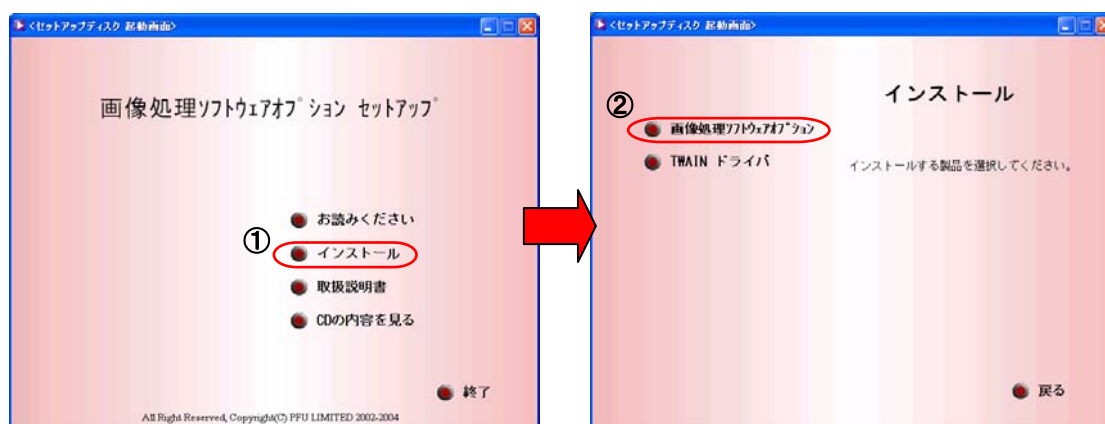 <セットアップディスク 起動画面>
画像処理ソフトウェアオプション セットアップ
お読みください
①
インストール
取扱説明書
CDの内容を見る
終了
All Right Reserved, Copyright(C) PFU LIMITED 2002-2004
<セットアップディスク 起動画面>
インストール
②
画像処理ソフトウェアオプション
TWAIN ドライバ
インストールする製品を選択してください。
戻る